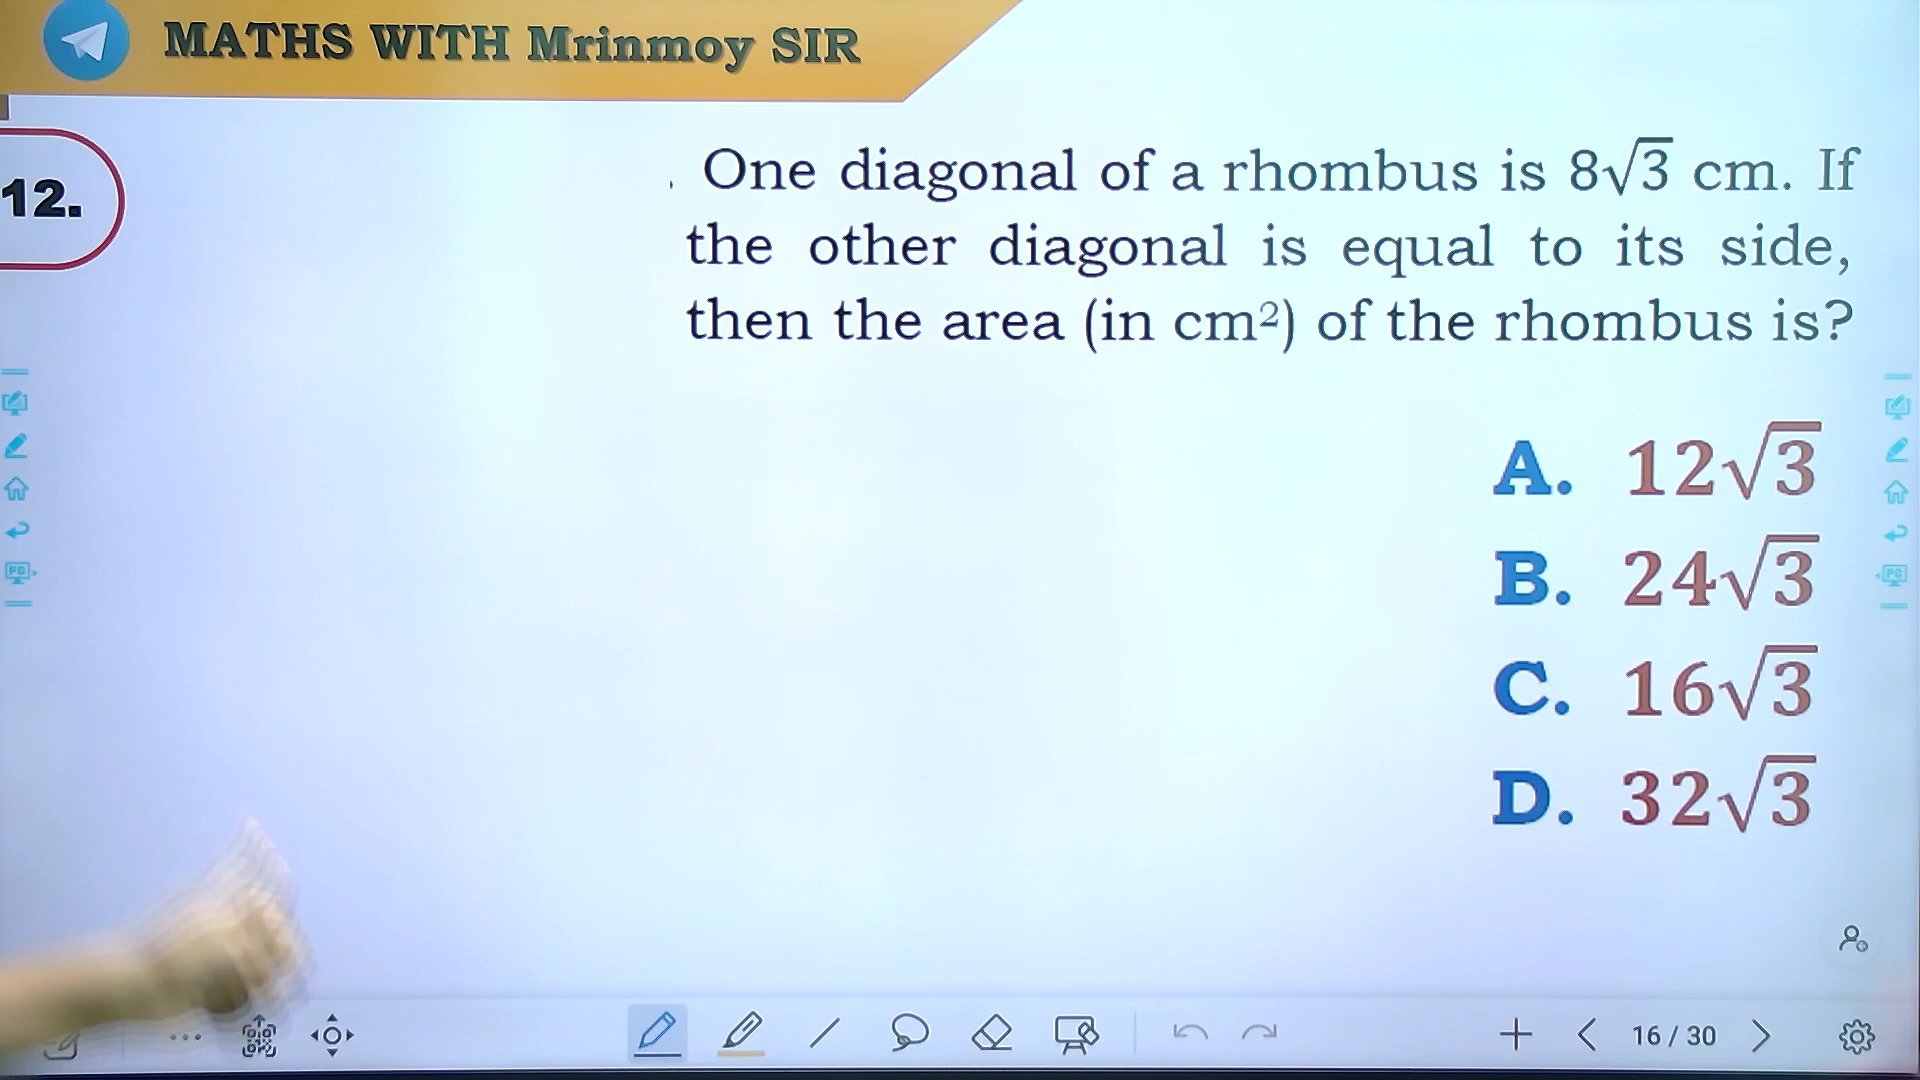 MATHS WITH Mrinmoy SIR
12.
One diagonal of a rhombus is 8√3 cm. If
the other diagonal is equal to its side,
then the area (in cm²) of the rhombus is?
A. 12√3
B. 24√3
C. 16√3
D. 32√3
16 / 30